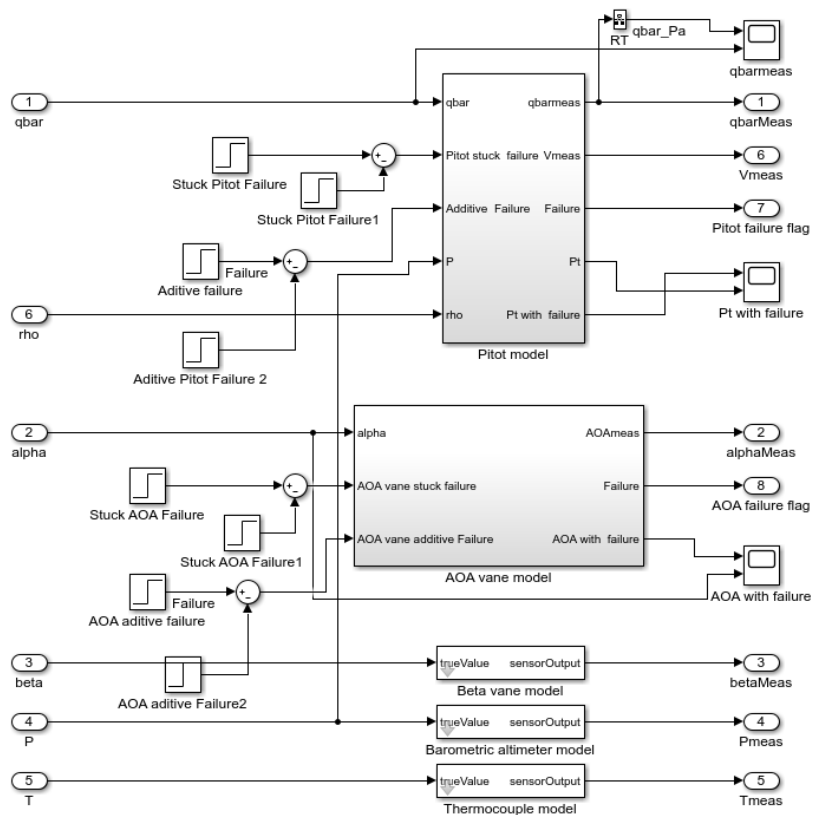 RT
qbar_Pa
qbarmeas
1
qbar
qbar
qbarmeas
1
qbarMeas
Stuck Pitot Failure
+
-
Stuck Pitot Failure1
Pitot stuck failure
Vmeas
6
Vmeas
Additive Failure
Failure
7
Pitot failure flag
Aditive failure
Failure
+
-
P
Pt
Pt with failure
6
rho
rho
Pt with failure
Aditive Pitot Failure 2
Pitot model
2
alpha
alpha
AOAmeas
2
alphaMeas
Stuck AOA Failure
+
-
AOA vane stuck failure
Failure
8
AOA failure flag
Stuck AOA Failure1
AOA vane additive Failure
AOA with failure
AOA with failure
AOA vane model
AOA aditive failure
Failure
+
-
AOA aditive Failure2
3
beta
trueValue
sensorOutput
Beta vane model
3
betaMeas
4
P
trueValue
sensorOutput
Barometric altimeter model
4
Pmeas
5
T
trueValue
sensorOutput
Thermocouple model
5
Tmeas